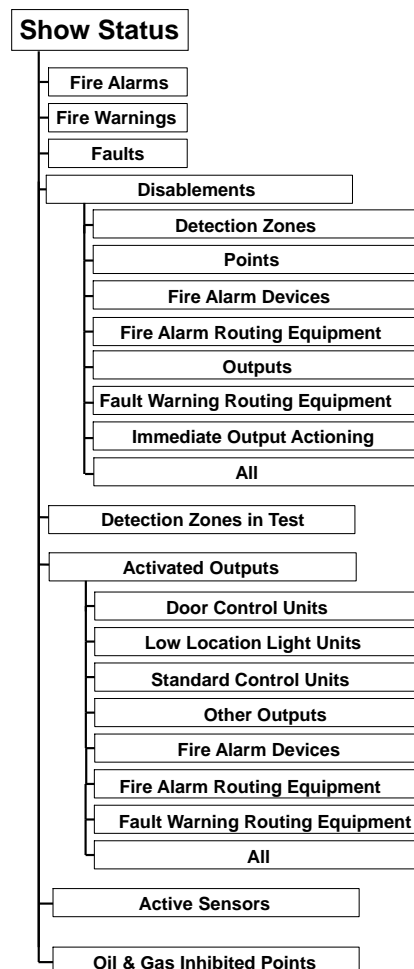 Show Status
Fire Alarms
Fire Warnings
Faults
Disablements
Detection Zones
Points
Fire Alarm Devices
Fire Alarm Routing Equipment
Outputs
Fault Warning Routing Equipment
Immediate Output Actioning
All
Detection Zones in Test
Activated Outputs
Door Control Units
Low Location Light Units
Standard Control Units
Other Outputs
Fire Alarm Devices
Fire Alarm Routing Equipment
Fault Warning Routing Equipment
All
Active Sensors
Oil & Gas Inhibited Points